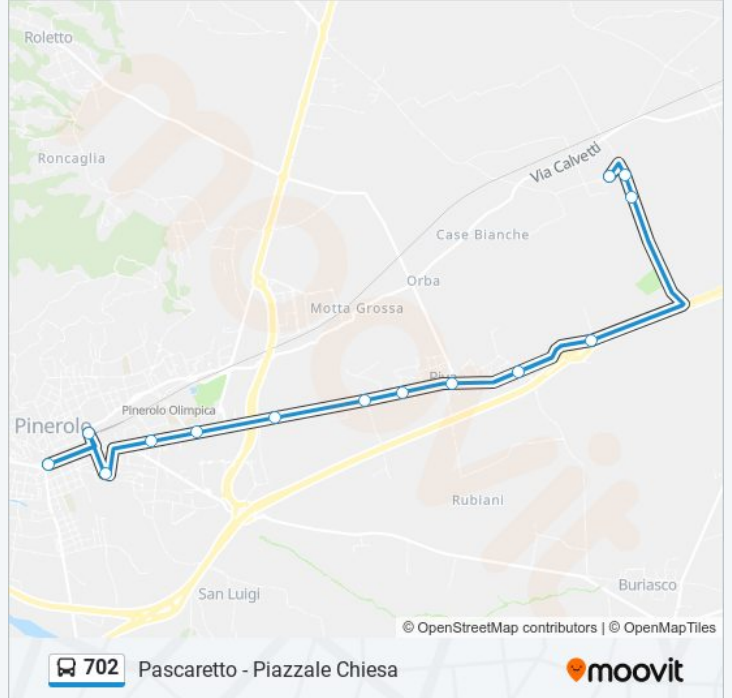 Roletto
Roncaglia
Via Calvetti
Case Bianche
Orba
Motta Grossa
Riva
Pinerolo Olimpica
Pinerolo
Rubiani
San Luigi
Buriasco
moovit
© OpenStreetMap contributors | © OpenMapTiles
702 Pascaretto - Piazzale Chiesa
moovit